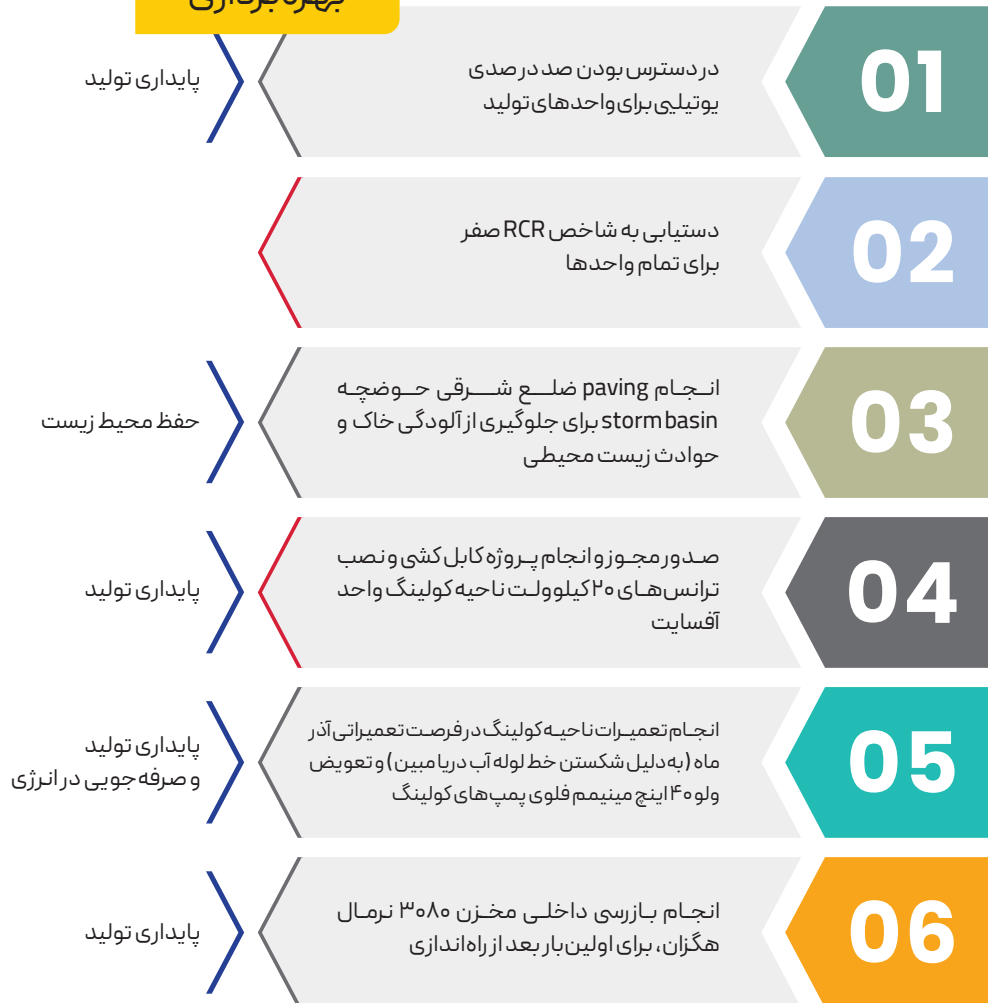 بهره‌برداری
01
در دسترس بودن صد در صدی
یوتیلیی برای واحدهای تولید
پایداری تولید
02
دستیابی به شاخص RCR صفر
برای تمام واحدها
03
انجام paving ضلع شرقی حوضچه
storm basin برای جلوگیری از آلودگی خاک و
حوادث زیست محیطی
حفظ محیط زیست
04
صدور مجوز و انجام پروژه کابل کشی و نصب
ترانس‌های ۲۰ کیلوولت ناحیه کولینگ واحد
آفسایت
پایداری تولید
05
انجام تعمیرات ناحیه کولینگ در فرصت تعمیراتی آذر
ماه (به دلیل شکستن خط لوله آب دریا مبین) و تعویض
ولو ۴۰ اینچ مینیمم فلوی پمپ‌های کولینگ
پایداری تولید
و صرفه‌جویی در انرژی
06
انجام بازرسی داخلی مخزن ۳۰۸۰ نرمال
هگزان، برای اولین‌بار بعد از راه‌اندازی
پایداری تولید